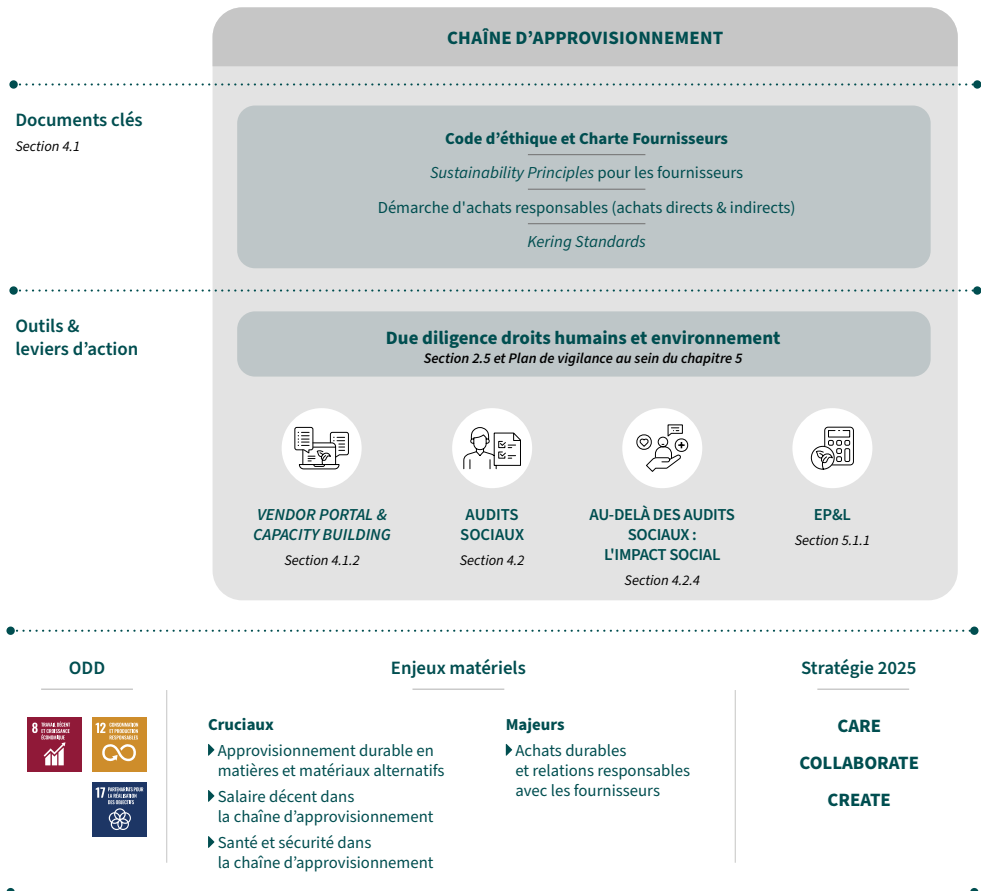 CHAÎNE D’APPROVISIONNEMENT
Documents clés
Section 4.1
Code d’éthique et Charte Fournisseurs
Sustainability Principles pour les fournisseurs
Démarche d'achats responsables (achats directs & indirects)
Kering Standards
Outils &
leviers d’action
Due diligence droits humains et environnement
Section 2.5 et Plan de vigilance au sein du chapitre 5
VENDOR PORTAL &
CAPACITY BUILDING
Section 4.1.2
AUDITS
SOCIAUX
Section 4.2
AU-DELÀ DES AUDITS
SOCIAUX :
L'IMPACT SOCIAL
Section 4.2.4
EP&L
Section 5.1.1
ODD
8 TRAVAIL DÉCENT
ET CROISSANCE
ÉCONOMIQUE
12 CONSOMMATION
ET PRODUCTION
RESPONSABLES
17 PARTENARIATS POUR
LA RÉALISATION
DES OBJECTIFS
Enjeux matériels
Cruciaux
Approvisionnement durable en
matières et matériaux alternatifs
Salaire décent dans
la chaîne d’approvisionnement
Santé et sécurité dans
la chaîne d’approvisionnement
Majeurs
Achats durables
et relations responsables
avec les fournisseurs
Stratégie 2025
CARE
COLLABORATE
CREATE